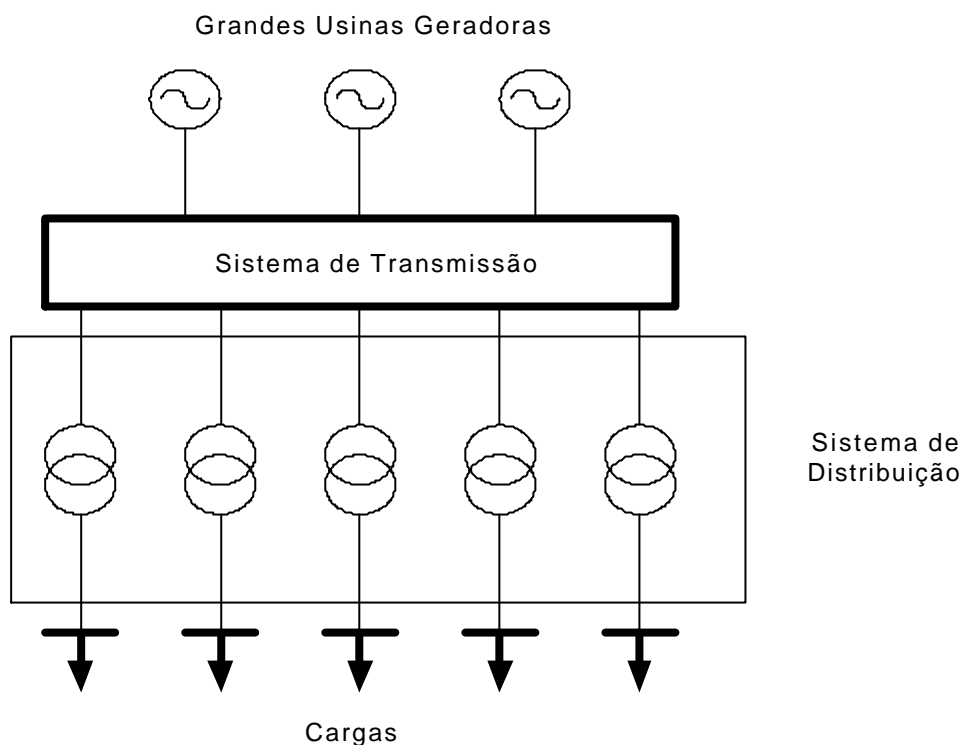 Grandes Usinas Geradoras
Sistema de Transmissão
Sistema de
Distribuição
Cargas